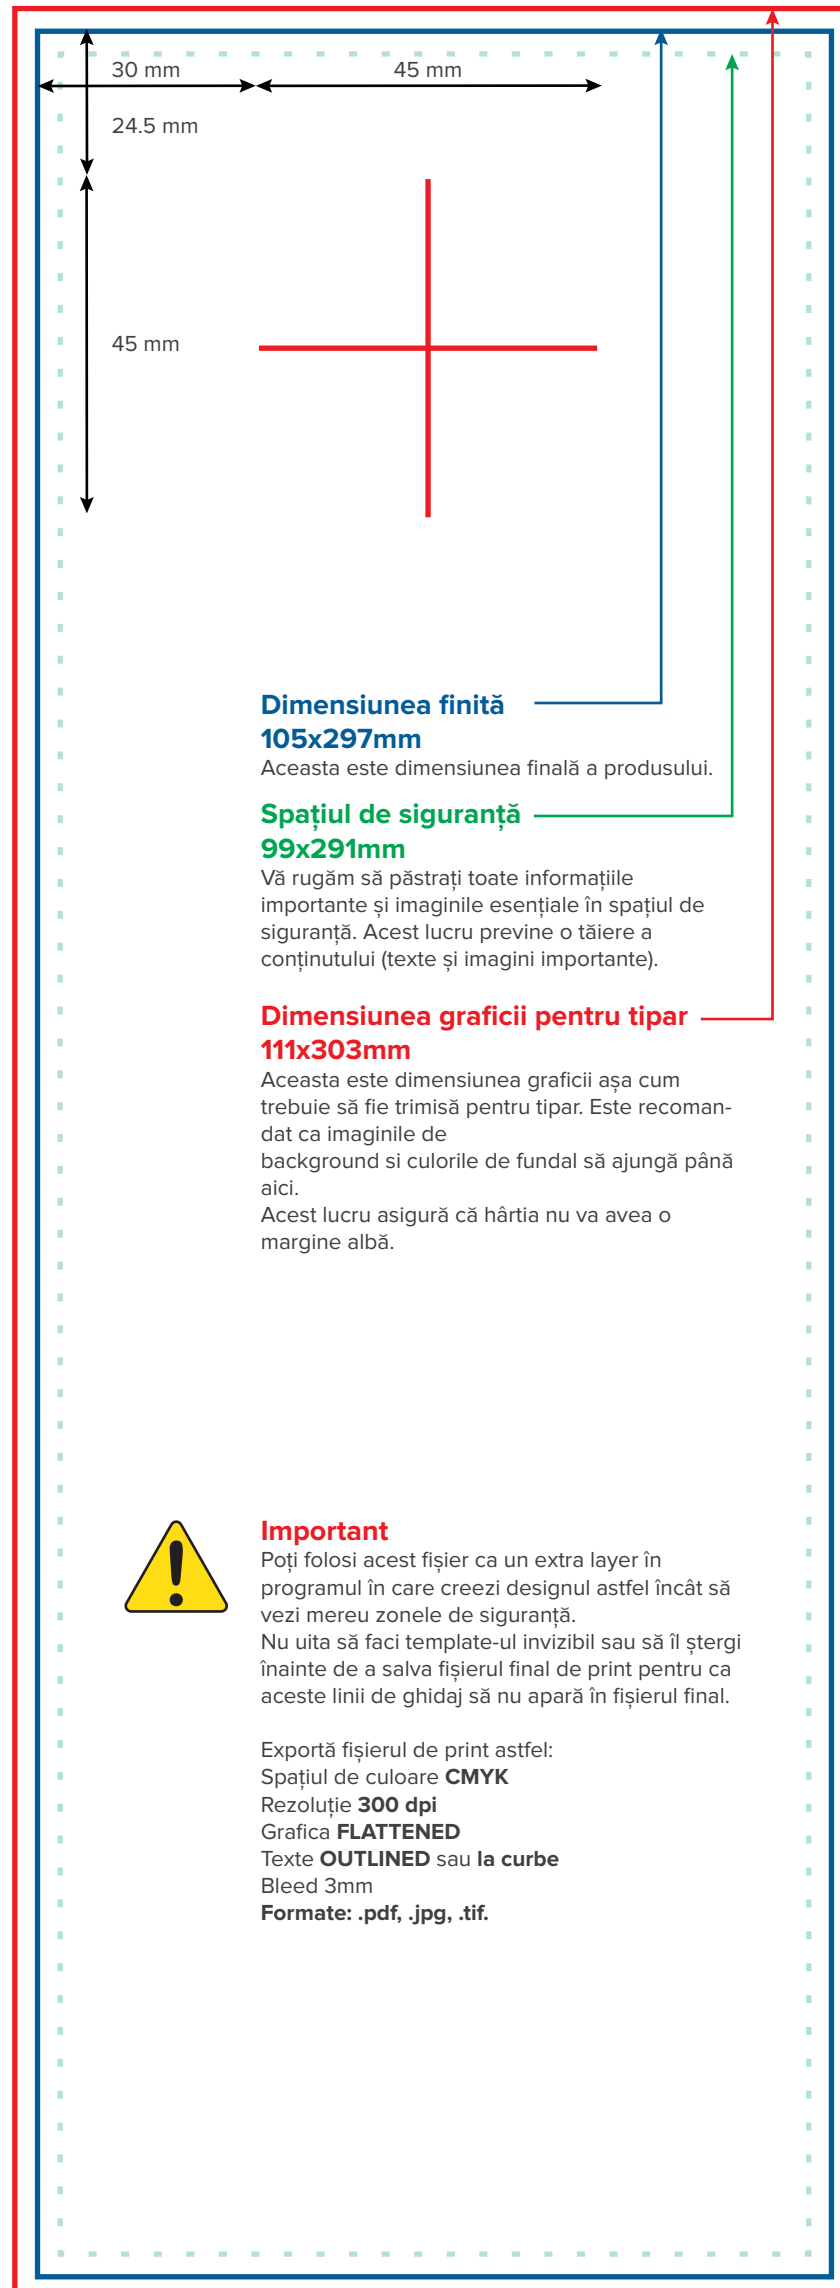 30 mm
45 mm
24.5 mm
45 mm
Dimensiunea finită
105x297mm
Aceasta este dimensiunea finală a produsului.
Spațiul de siguranță
99x291mm
Vă rugăm să păstrați toate informațiile
importante și imaginile esențiale în spațiul de
siguranță. Acest lucru previne o tăiere a
conținutului (texte și imagini importante).
Dimensiunea graficii pentru tipar
111x303mm
Aceasta este dimensiunea graficii așa cum
trebuie să fie trimisă pentru tipar. Este recoman-
dat ca imaginile de
background si culorile de fundal să ajungă până
aici.
Acest lucru asigură că hârtia nu va avea o
margine albă.
Important
Poți folosi acest fișier ca un extra layer în
programul în care creezi designul astfel încât să
vezi mereu zonele de siguranță.
Nu uita să faci template-ul invizibil sau să îl ștergi
înainte de a salva fișierul final de print pentru ca
aceste linii de ghidaj să nu apară în fișierul final.
Exportă fișierul de print astfel:
Spațiul de culoare CMYK
Rezoluție 300 dpi
Grafica FLATTENED
Texte OUTLINED sau la curbe
Bleed 3mm
Formate: .pdf, .jpg, .tif.